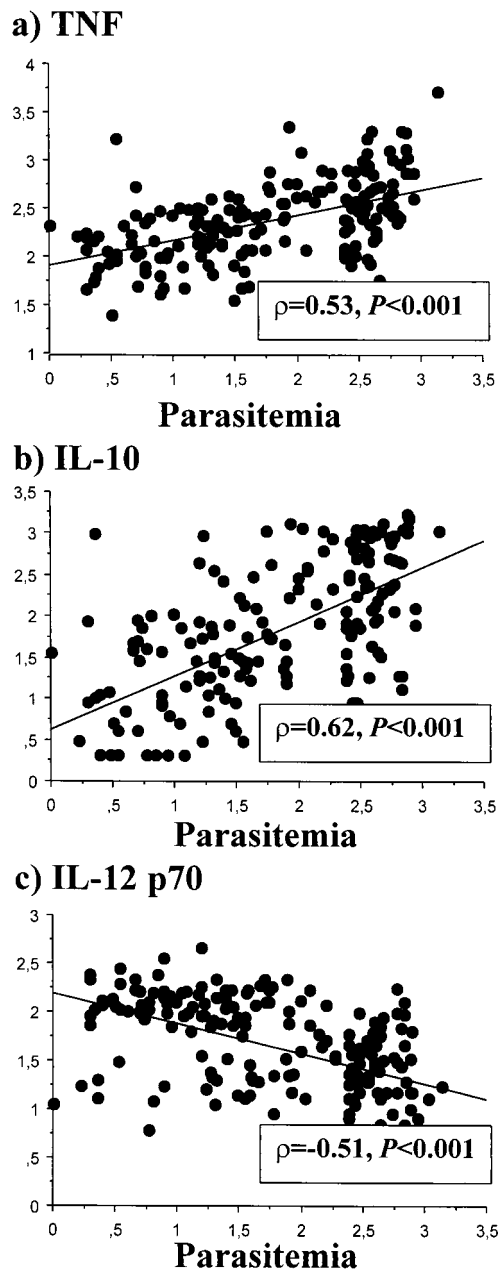 a) TNF
4
3,5
3
2,5
2
1,5
1
ρ=0.53, P<0.001
0 ,5 1 1,5 2 2,5 3 3,5
Parasitemia
b) IL-10
3,5
3
2,5
2
1,5
1
,5
0
ρ=0.62, P<0.001
0 ,5 1 1,5 2 2,5 3 3,5
Parasitemia
c) IL-12 p70
3
2,5
2
1,5
1
,5
0
ρ=-0.51, P<0.001
0 ,5 1 1,5 2 2,5 3 3,5
Parasitemia